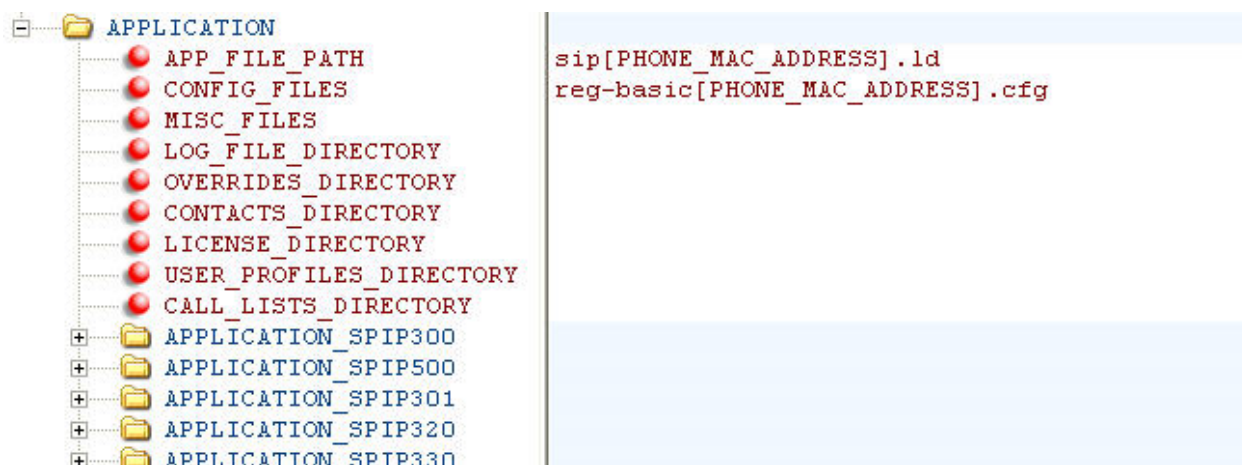 APPLICATION
APP_FILE_PATH sip[PHONE_MAC_ADDRESS].ld
CONFIG_FILES reg-basic[PHONE_MAC_ADDRESS].cfg
MISC_FILES
LOG_FILE_DIRECTORY
OVERRIDES_DIRECTORY
CONTACTS_DIRECTORY
LICENSE_DIRECTORY
USER_PROFILES_DIRECTORY
CALL_LISTS_DIRECTORY
APPLICATION_SPIP300
APPLICATION_SPIP500
APPLICATION_SPIP301
APPLICATION_SPIP320
APPLICATION_SPIP330